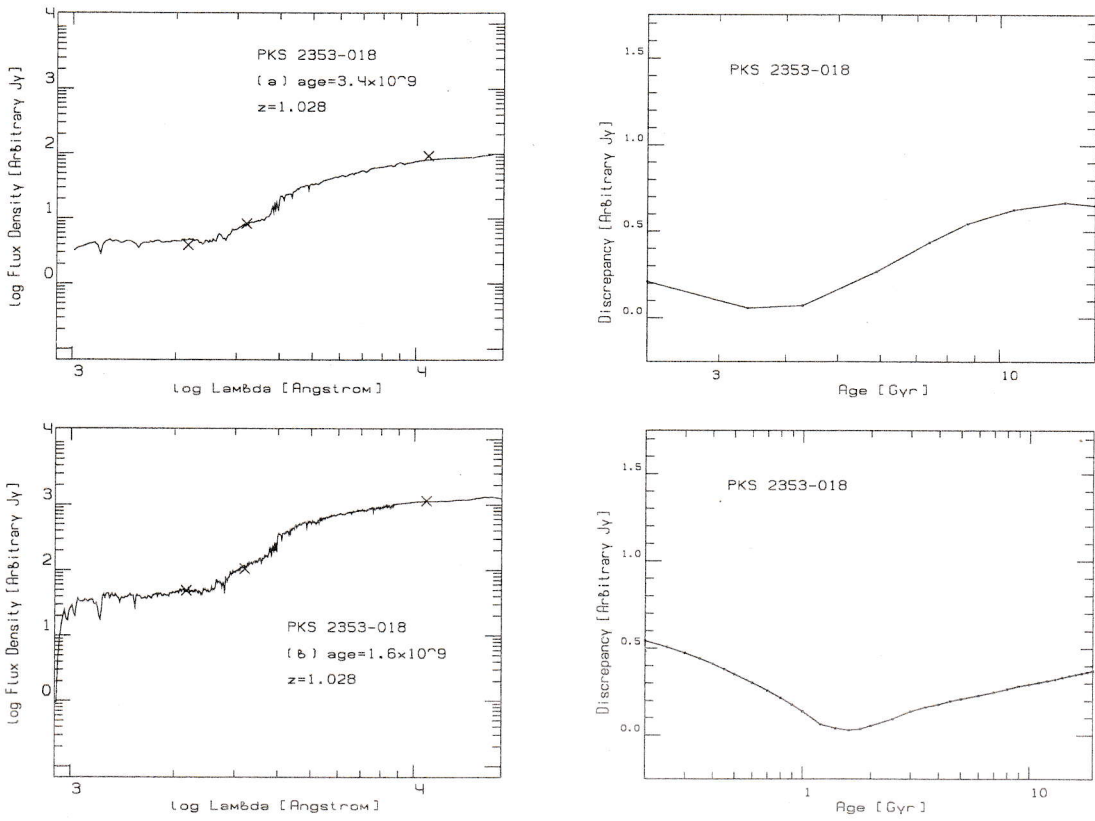 4
3
2
1
0
log Flux Density [Arbitrary Jy]
PKS 2353-018
(a) age=3.4×10^9
z=1.028
3
4
log Lambda [Angstrom]
1.5
1.0
0.5
0.0
Discrepancy [Arbitrary Jy]
PKS 2353-018
3
10
Age [Gyr]
4
3
2
1
0
log Flux Density [Arbitrary Jy]
PKS 2353-018
(b) age=1.6×10^9
z=1.028
3
4
log Lambda [Angstrom]
1.5
1.0
0.5
0.0
Discrepancy [Arbitrary Jy]
PKS 2353-018
1
10
Age [Gyr]